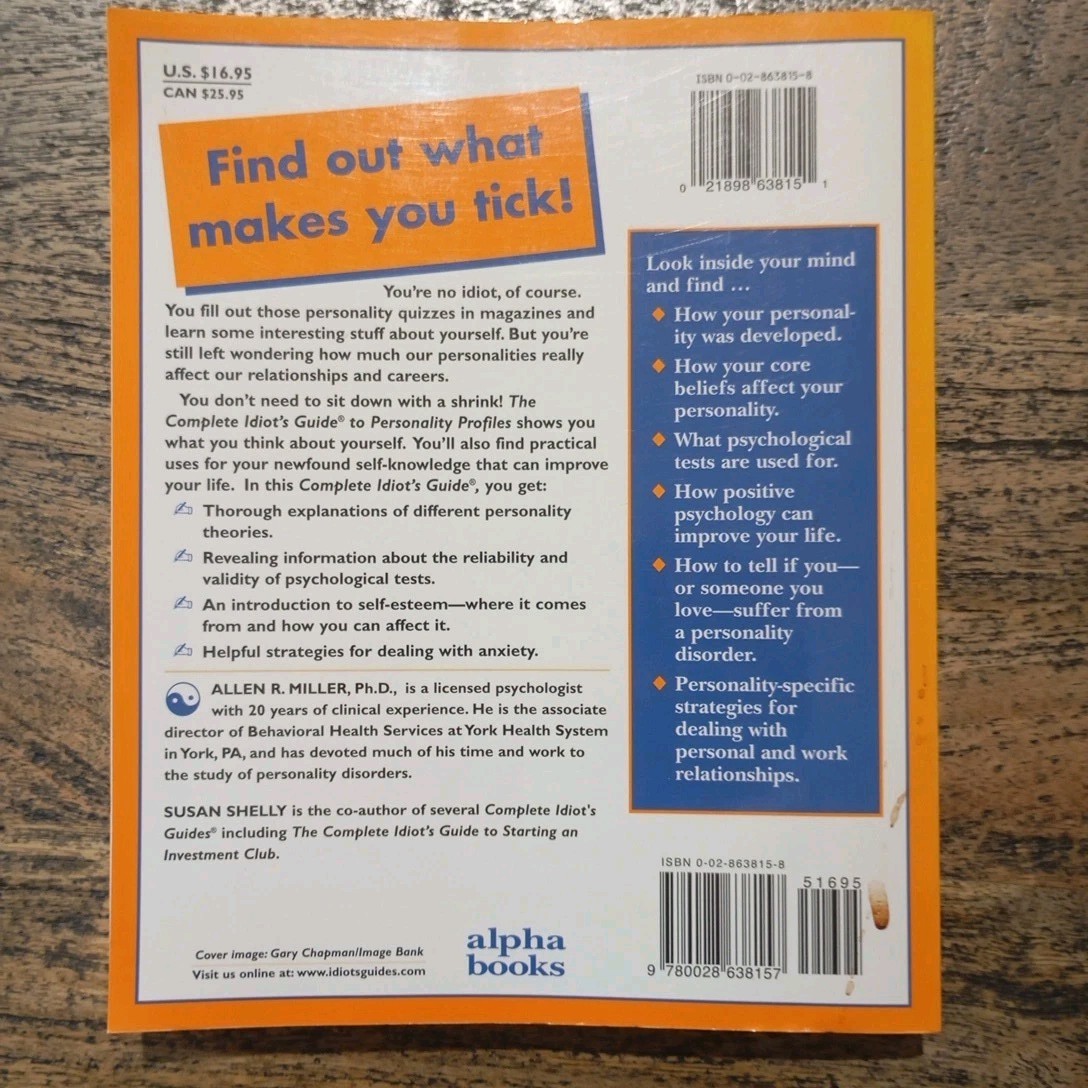 U.S. $16.95
CAN $25.95
ISBN 0-02-863815-8
0 21898 63815 1
Find out what
makes you tick!
You're no idiot, of course.
You fill out those personality quizzes in magazines and
learn some interesting stuff about yourself. But you're
still left wondering how much our personalities really
affect our relationships and careers.
You don't need to sit down with a shrink! The
Complete Idiot's Guide® to Personality Profiles shows you
what you think about yourself. You'll also find practical
uses for your newfound self-knowledge that can improve
your life. In this Complete Idiot's Guide®, you get:
Thorough explanations of different personality
theories.
Revealing information about the reliability and
validity of psychological tests.
An introduction to self-esteem—where it comes
from and how you can affect it.
Helpful strategies for dealing with anxiety.
ALLEN R. MILLER, Ph.D., is a licensed psychologist
with 20 years of clinical experience. He is the associate
director of Behavioral Health Services at York Health System
in York, PA, and has devoted much of his time and work to
the study of personality disorders.
SUSAN SHELLY is the co-author of several Complete Idiot's
Guides® including The Complete Idiot's Guide to Starting an
Investment Club.
Look inside your mind
and find ...
◆ How your personal-
ity was developed.
◆ How your core
beliefs affect your
personality.
◆ What psychological
tests are used for.
◆ How positive
psychology can
improve your life.
◆ How to tell if you—
or someone you
love—suffer from
a personality
disorder.
◆ Personality-specific
strategies for
dealing with
personal and work
relationships.
Cover image: Gary Chapman/Image Bank
Visit us online at: www.idiotsguides.com
alpha
books
ISBN 0-02-863815-8
51695
9 780028 638157